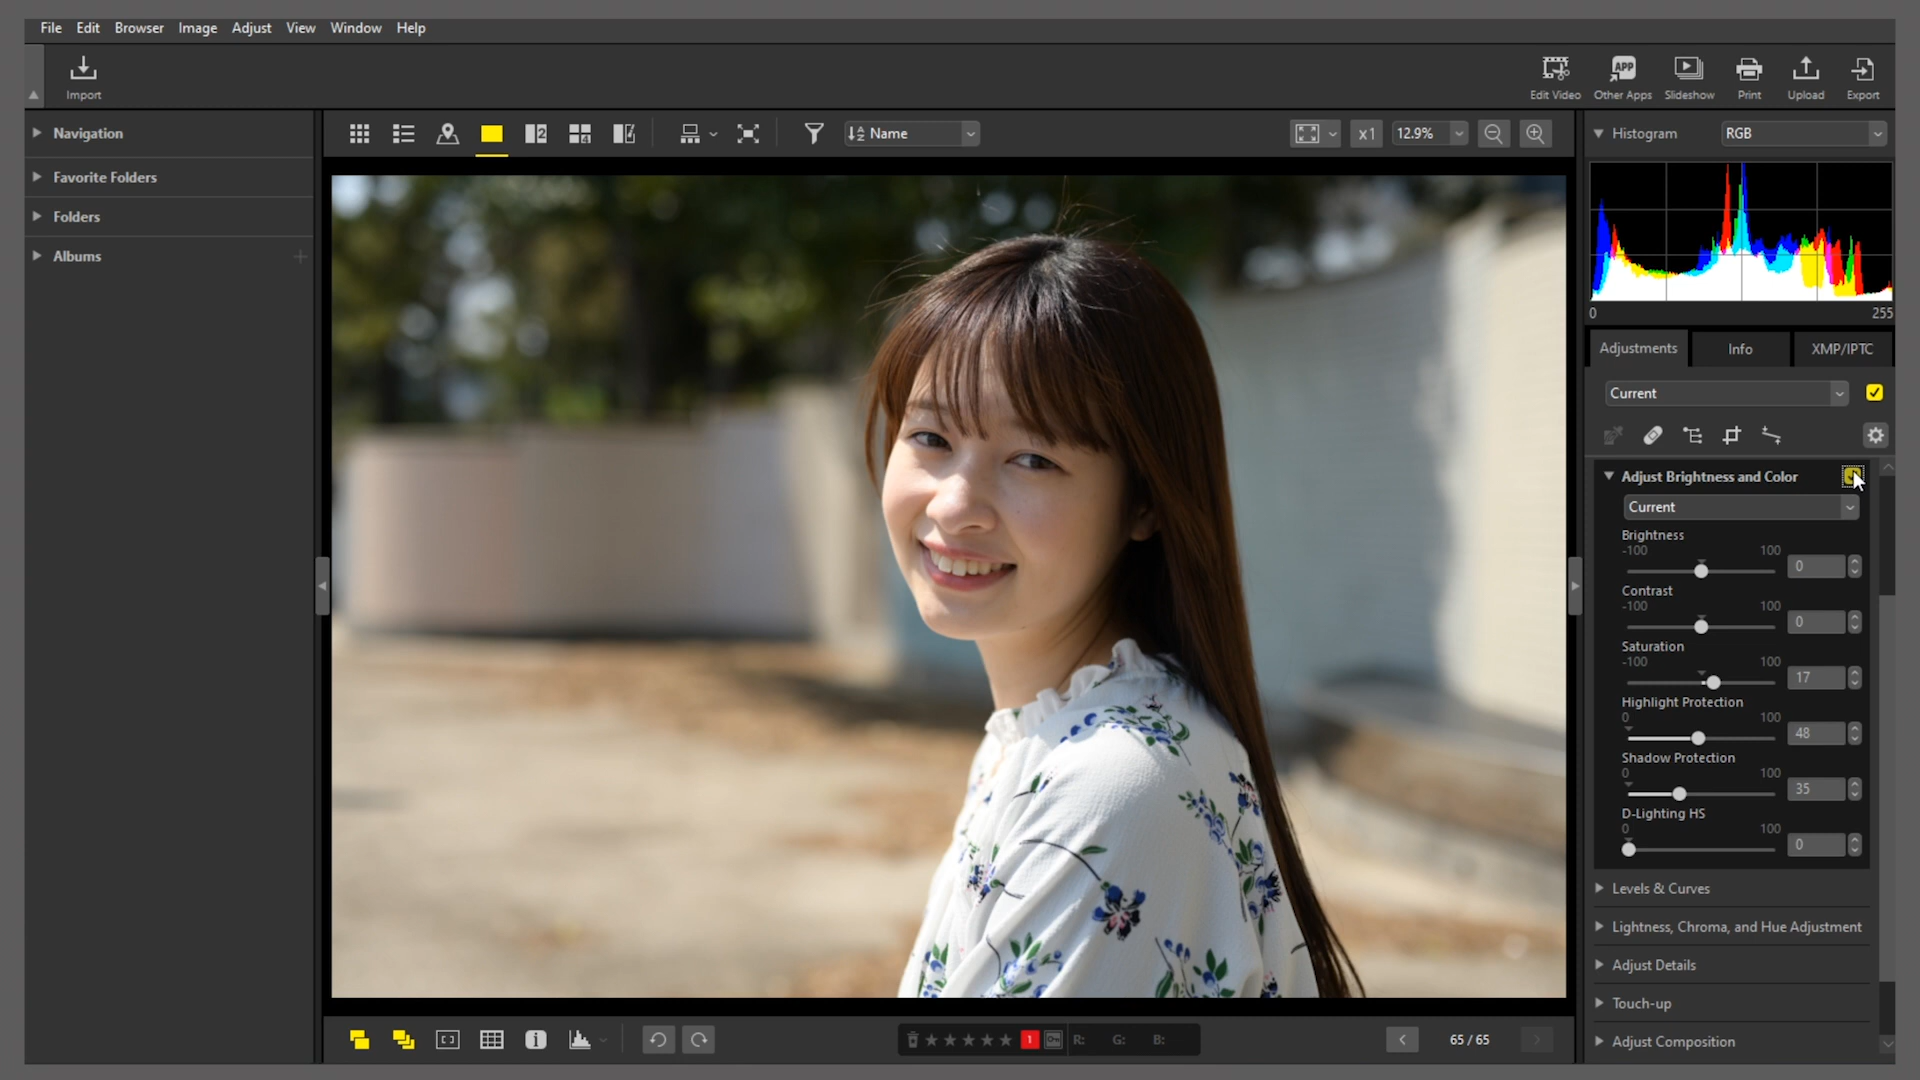 File Edit Browser Image Adjust View Window Help
Import
Edit Video Other Apps Slideshow Print Upload Export
APP
Navigation
Favorite Folders
Folders
Albums
2 4 A Z Name
x1 12.9%
Histogram RGB
0 255
Adjustments Info XMP/IPTC
Current
Adjust Brightness and Color
Current
Brightness
-100 100 0
Contrast
-100 100 0
Saturation
-100 100 17
Highlight Protection
0 100 48
Shadow Protection
0 100 35
D-Lighting HS
0 100 0
Levels & Curves
Lightness, Chroma, and Hue Adjustment
Adjust Details
Touch-up
Adjust Composition
1 R: G: B:
65 / 65